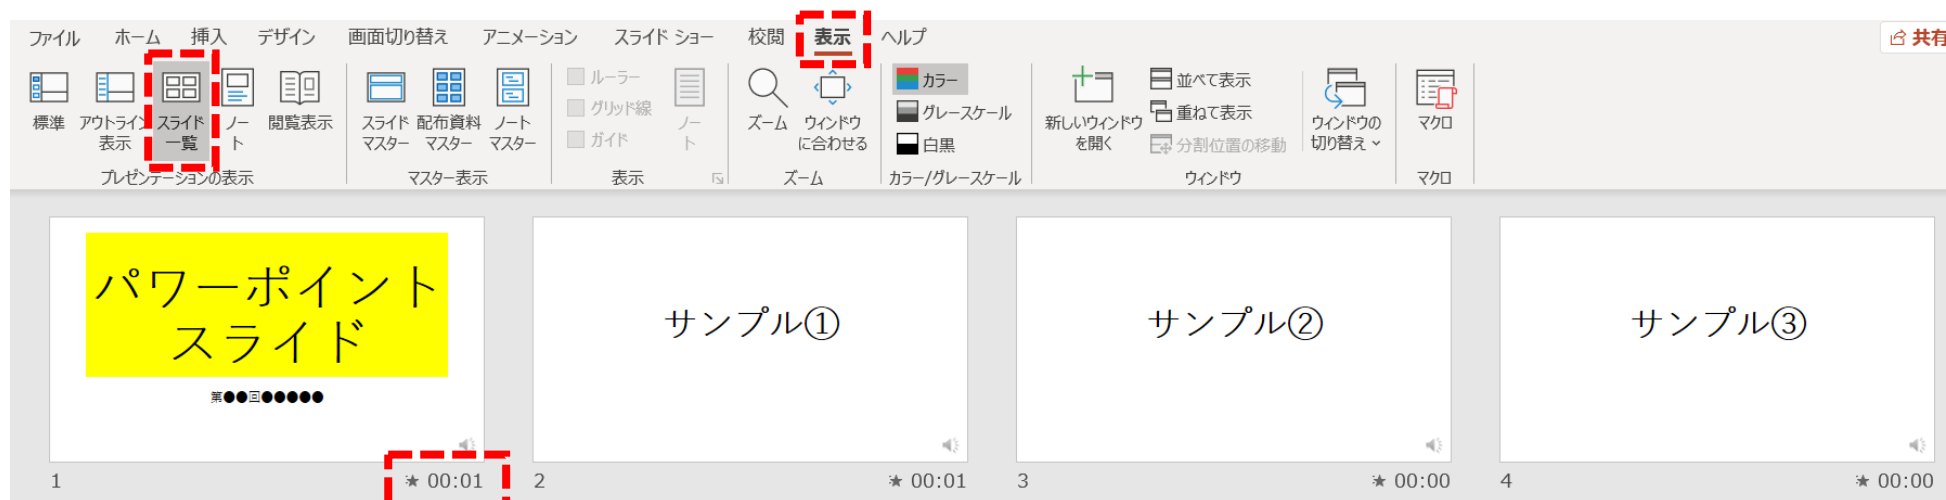 ファイル ホーム 挿入 デザイン 画面切り替え アニメーション スライド ショー 校閲 表示 ヘルプ 共有
標準 アウトライン表示 スライド一覧 ノート 閲覧表示 スライドマスター 配布資料マスター ノートマスター
ルーラー
グリッド線
ガイド
ノート
ズーム ウィンドウに合わせる
カラー
グレースケール
白黒
新しいウィンドウを開く
並べて表示
重ねて表示
分割位置の移動
ウィンドウの切り替え
マクロ
プレゼンテーションの表示 マスター表示 表示 ズーム カラー/グレースケール ウィンドウ マクロ
パワーポイント
スライド
第●●回●●●●●
サンプル①
サンプル②
サンプル③
1 00:01 2 00:01 3 00:00 4 00:00